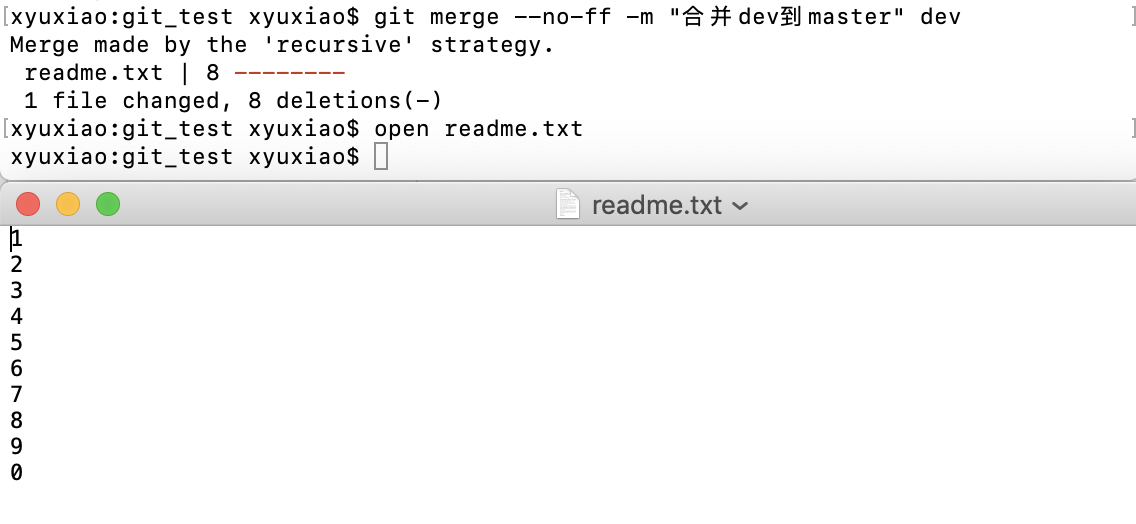 [xyuxiao:git_test xyuxiao$ git merge --no-ff -m "合并dev到master" dev ]
Merge made by the 'recursive' strategy.
readme.txt | 8 --------
1 file changed, 8 deletions(-)
[xyuxiao:git_test xyuxiao$ open readme.txt ]
xyuxiao:git_test xyuxiao$
readme.txt
1
2
3
4
5
6
7
8
9
0